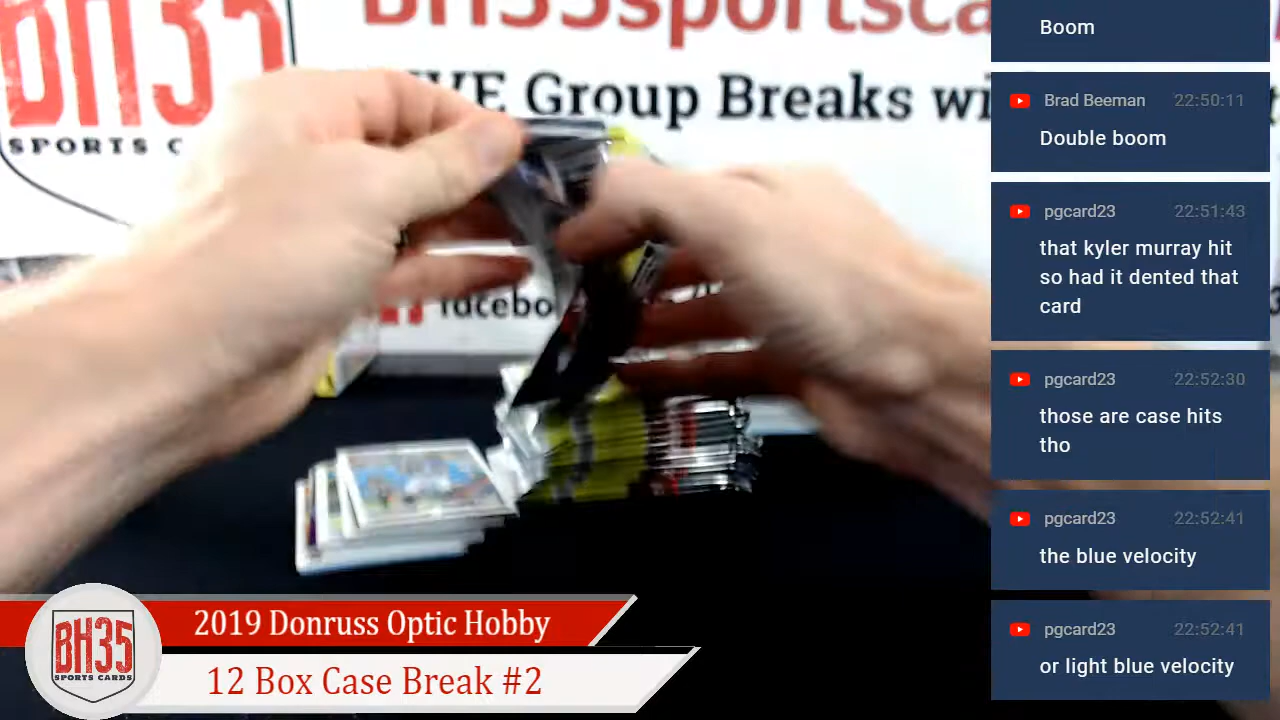 BH35
SPORTS C
BH35sportsca
IVE Group Breaks wi
facebo
Boom
Brad Beeman 22:50:11
Double boom
pgcard23 22:51:43
that kyler murray hit
so had it dented that
card
pgcard23 22:52:30
those are case hits
tho
pgcard23 22:52:41
the blue velocity
pgcard23 22:52:41
or light blue velocity
2019 Donruss Optic Hobby
12 Box Case Break #2
BH35
SPORTS CARDS